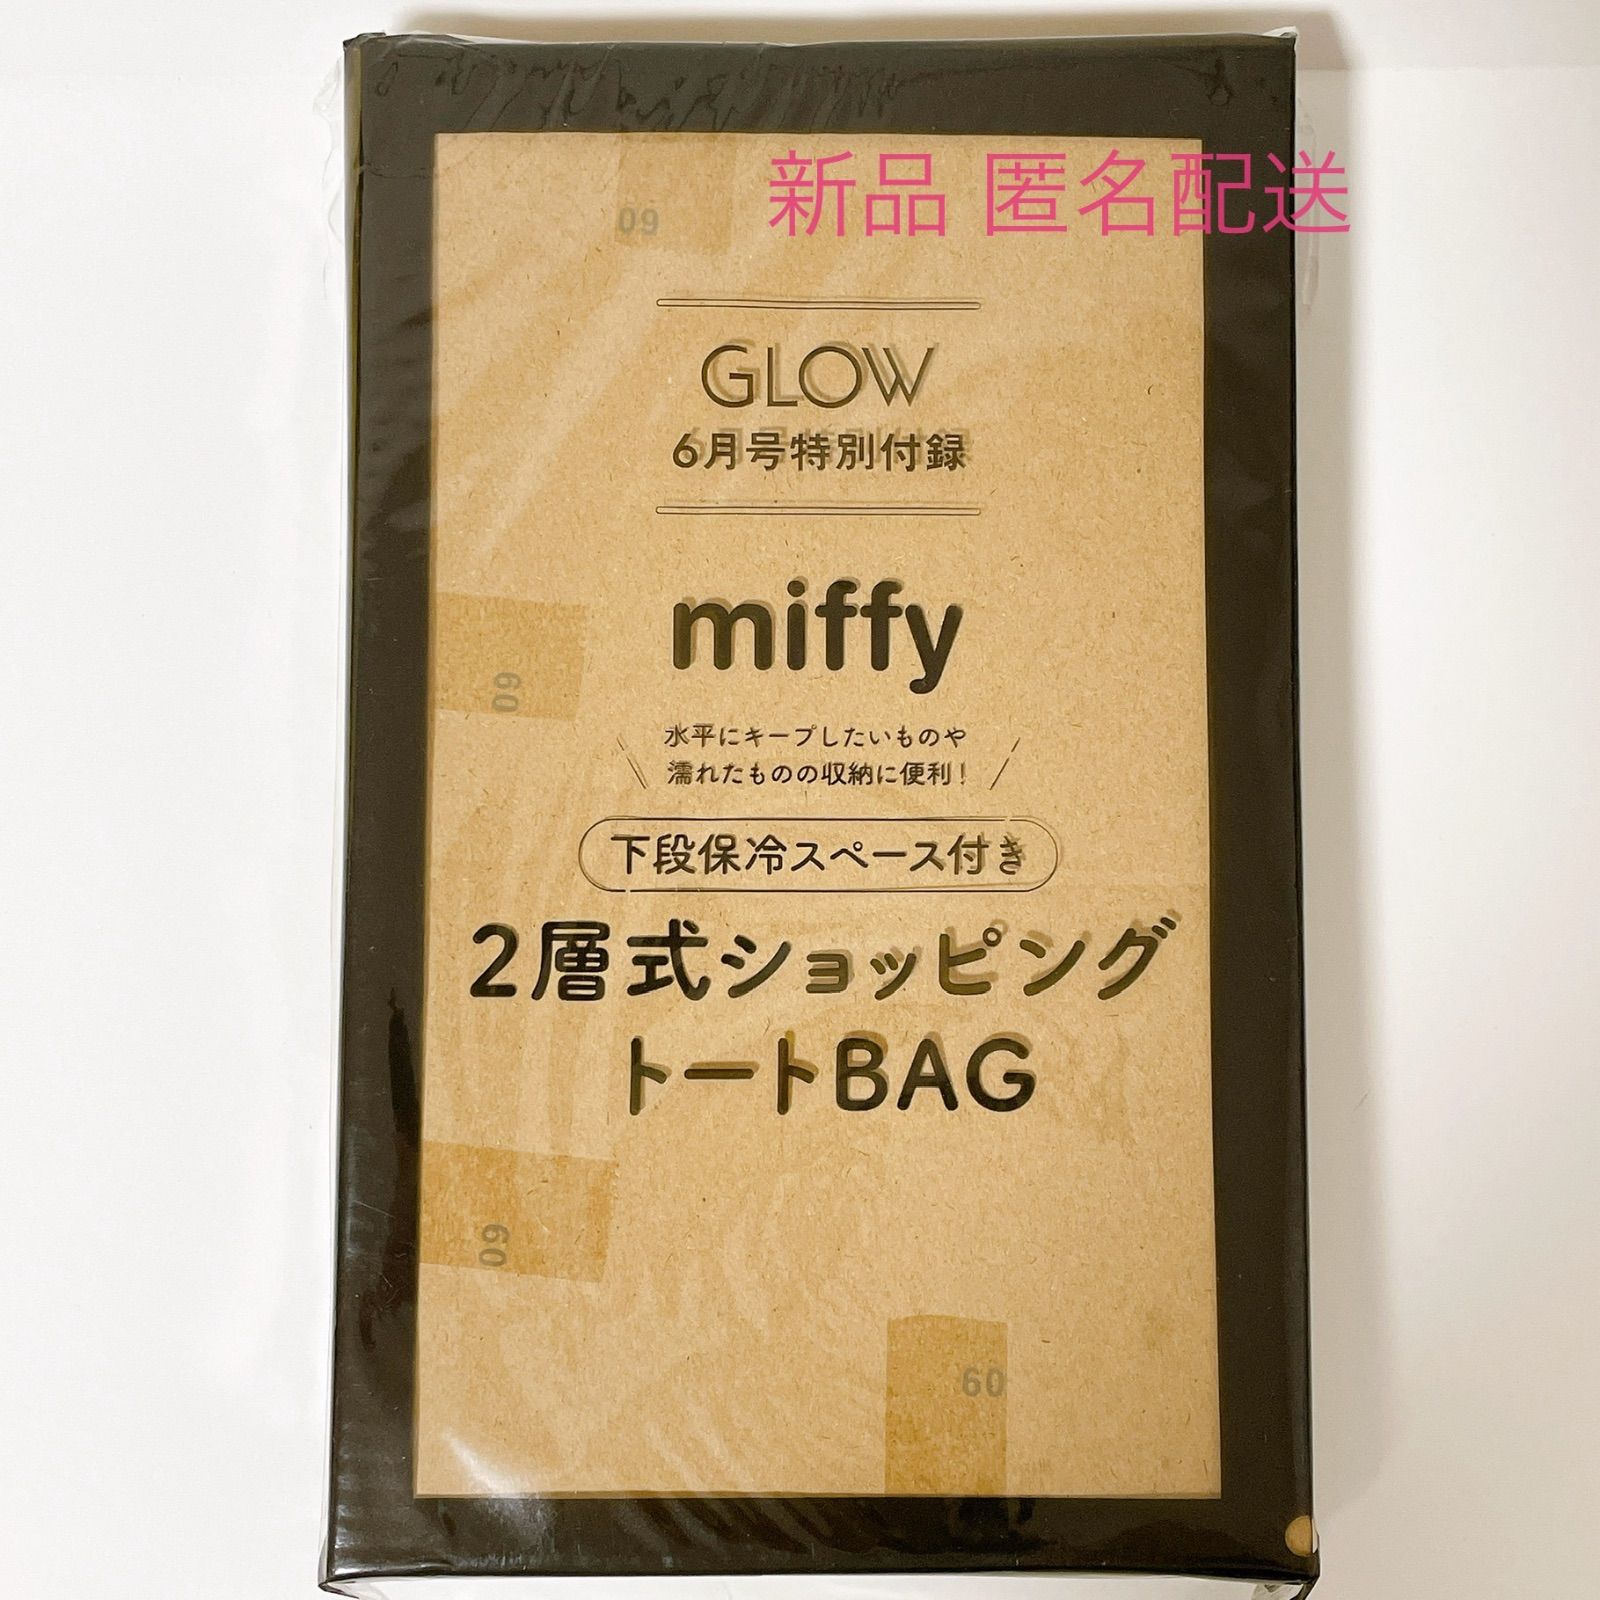 新品 匿名配送
09
GLOW
6月号特別付録
miffy
09
水平にキープしたいものや
濡れたものの収納に便利！
下段保冷スペース付き
2層式ショッピング
トートBAG
09
60